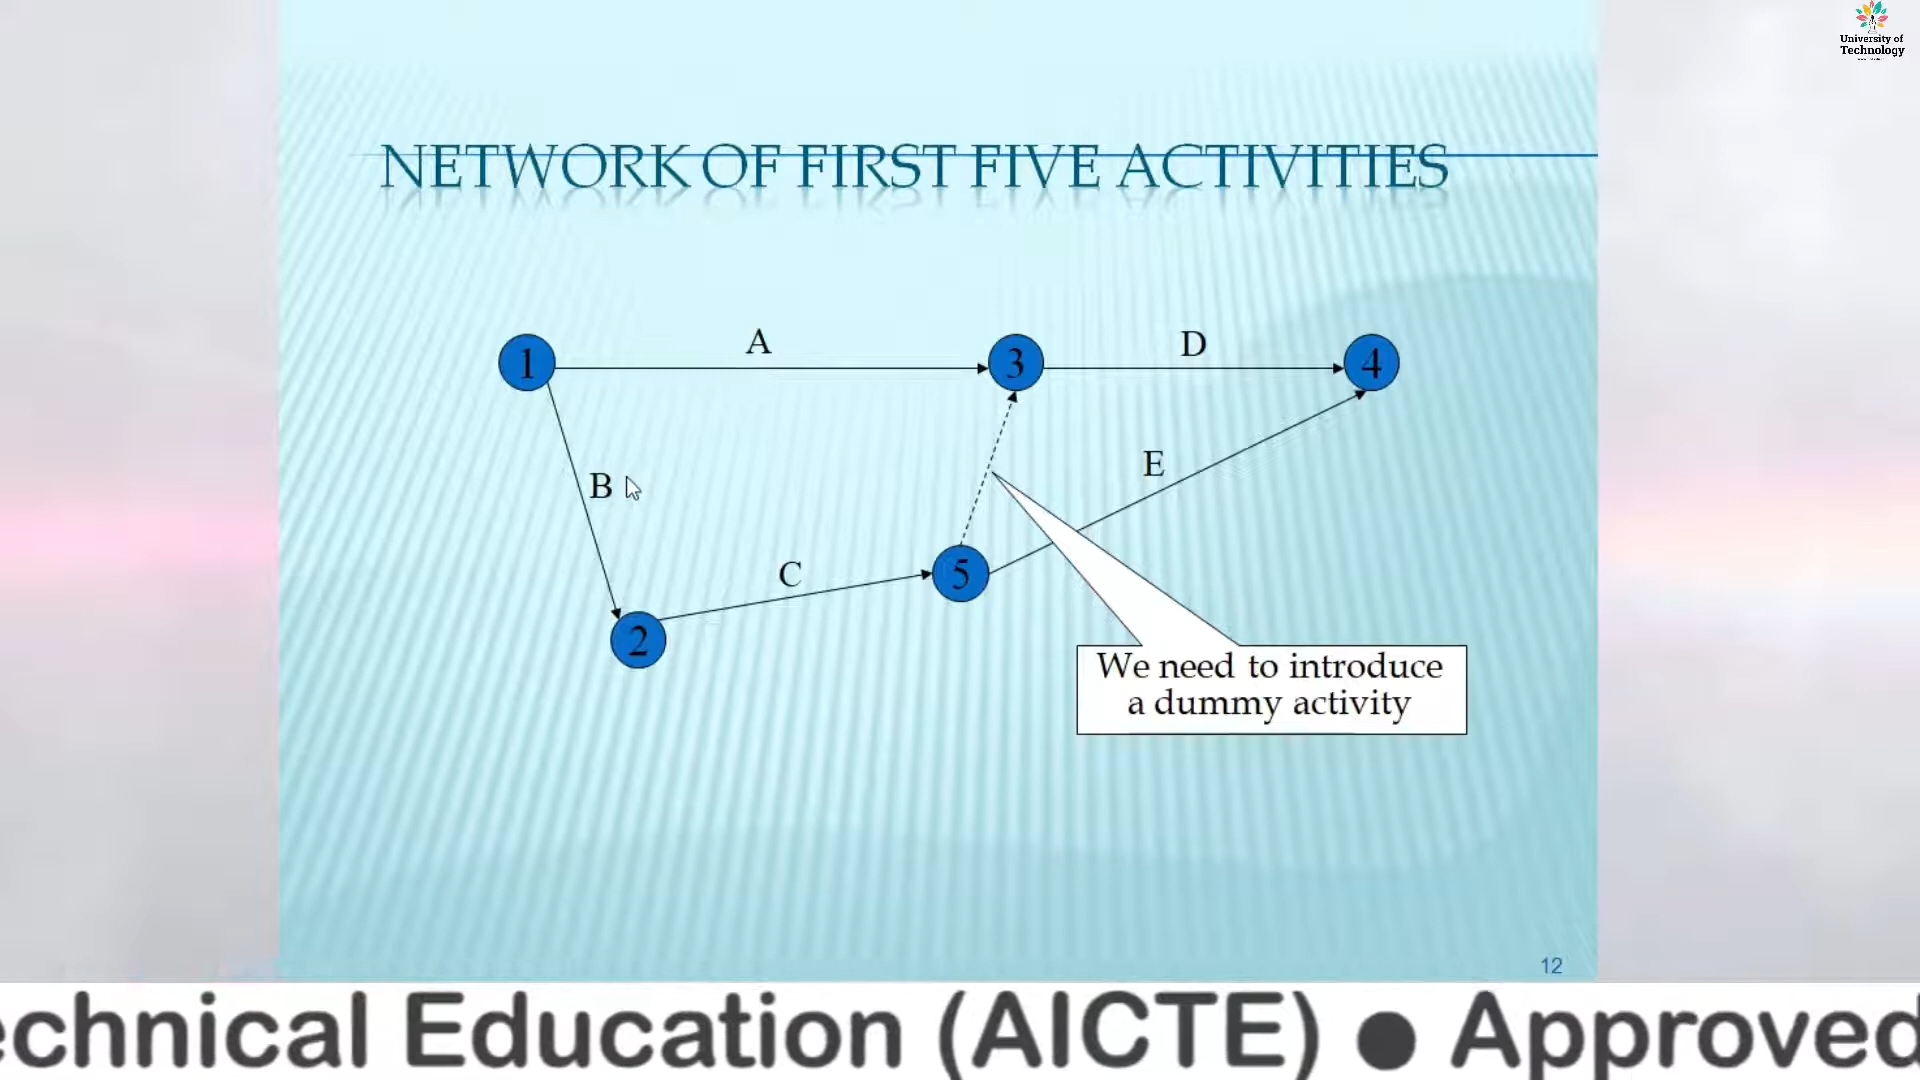 University of
Technology
NETWORK OF FIRST FIVE ACTIVITIES
A
D
1
3
4
E
B
C
5
2
We need to introduce
a dummy activity
12
echnical Education (AICTE) ● Approved